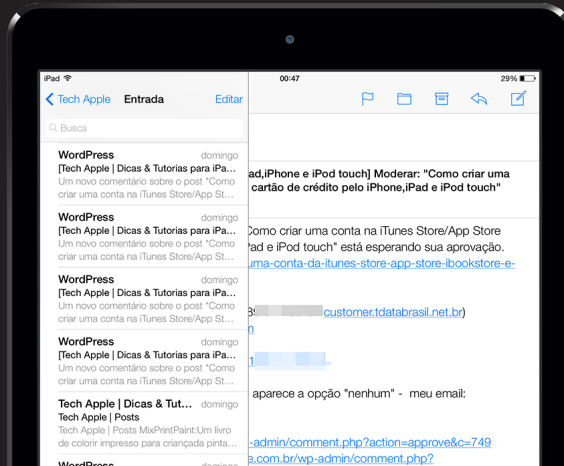 iPad
00:47
29%
Tech Apple
Entrada
Editar
Busca
WordPress domingo
[Tech Apple | Dicas & Tutorias para iPa...
Um novo comentário sobre o post "Como
criar uma conta na iTunes Store/App St...
WordPress domingo
[Tech Apple | Dicas & Tutorias para iPa...
Um novo comentário sobre o post "Como
criar uma conta na iTunes Store/App St...
WordPress domingo
[Tech Apple | Dicas & Tutorias para iPa...
Um novo comentário sobre o post "Como
criar uma conta na iTunes Store/App St...
WordPress domingo
[Tech Apple | Dicas & Tutorias para iPa...
Um novo comentário sobre o post "Como
criar uma conta na iTunes Store/App St...
Tech Apple | Dicas & Tut... domingo
Tech Apple | Posts
Tech Apple | Posts MixPrintPaint:Um livro
de colorir impresso para criançada pinta...
WordPress domingo
ad,iPhone e iPod touch] Moderar: "Como criar uma
cartão de crédito pelo iPhone,iPad e iPod touch"
Como criar uma conta na iTunes Store/App Store
Pad e iPod touch" está esperando sua aprovação.
uma-conta-da-itunes-store-app-store-ibookstore-e-
customer.tdatabrasil.net.br)
aparece a opção "nenhum" - meu email:
-admin/comment.php?action=approve&c=749
e.com.br/wp-admin/comment.php?